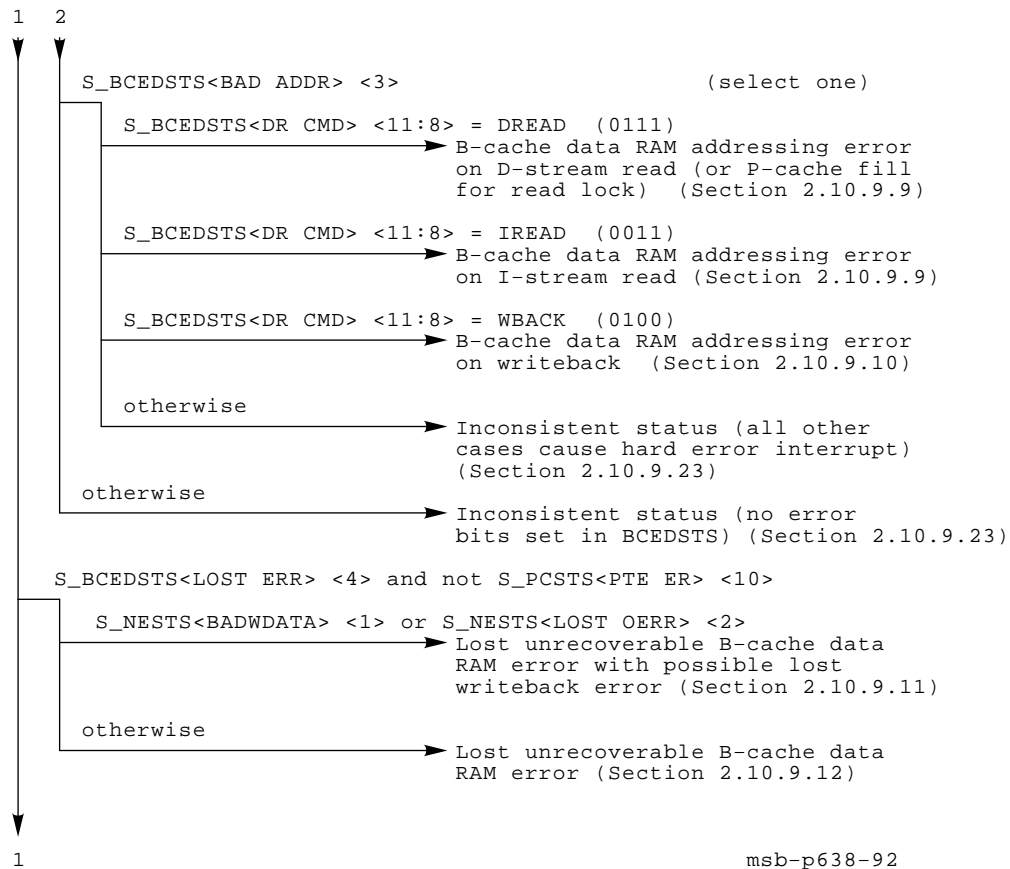 1 2
S_BCEDSTS<BAD ADDR> <3> (select one)
S_BCEDSTS<DR CMD> <11:8> = DREAD (0111)
B-cache data RAM addressing error
on D-stream read (or P-cache fill
for read lock) (Section 2.10.9.9)
S_BCEDSTS<DR CMD> <11:8> = IREAD (0011)
B-cache data RAM addressing error
on I-stream read (Section 2.10.9.9)
S_BCEDSTS<DR CMD> <11:8> = WBACK (0100)
B-cache data RAM addressing error
on writeback (Section 2.10.9.10)
otherwise
Inconsistent status (all other
cases cause hard error interrupt)
(Section 2.10.9.23)
otherwise
Inconsistent status (no error
bits set in BCEDSTS) (Section 2.10.9.23)
S_BCEDSTS<LOST ERR> <4> and not S_PCSTS<PTE ER> <10>
S_NESTS<BADWDATA> <1> or S_NESTS<LOST OERR> <2>
Lost unrecoverable B-cache data
RAM error with possible lost
writeback error (Section 2.10.9.11)
otherwise
Lost unrecoverable B-cache data
RAM error (Section 2.10.9.12)
1 msb-p638-92